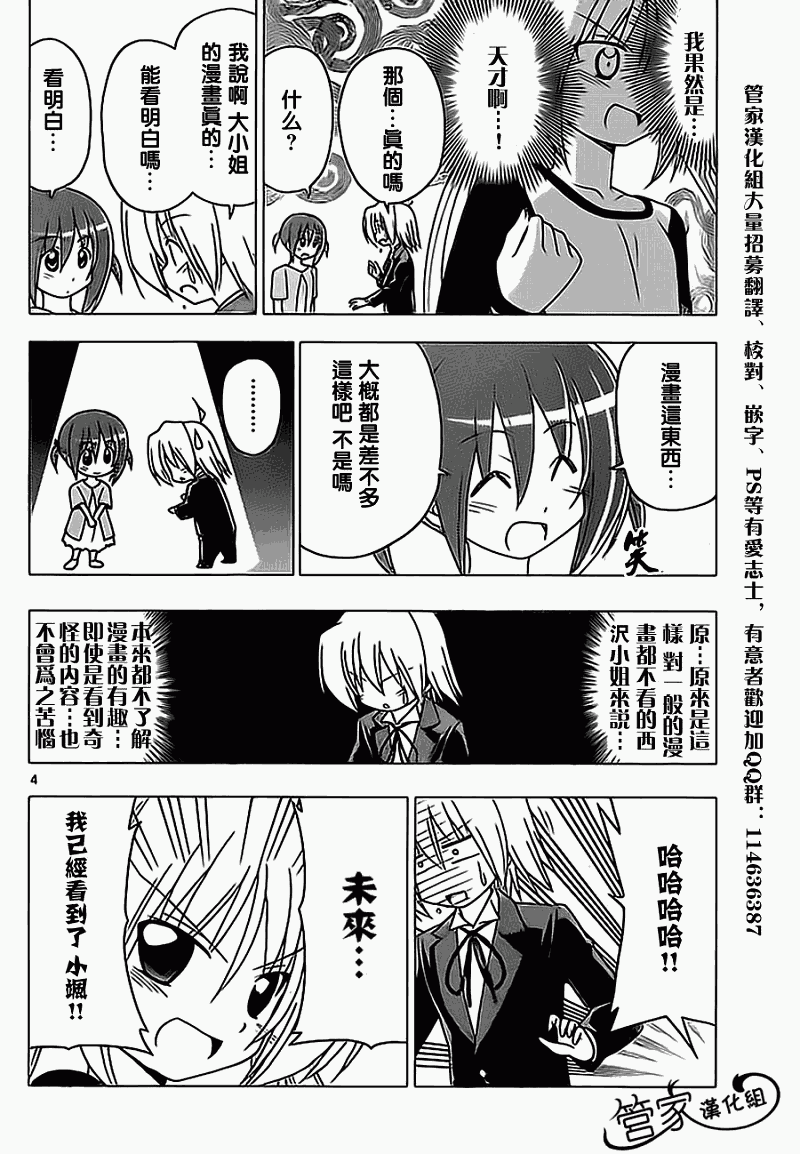 我果然是…
天才啊…!
那個…真的嗎
什么?
我說啊 大小姐
的漫畫真的…
能看明白嗎…
看明白…
漫畫這東西…
大概都是差不多
這樣吧 不是嗎
笑
………
原…原來是這
樣 對一般的漫
畫都不看的西
沢小姐來說…
本來都不了解
漫畫的有趣…
即使是看到奇
怪的内容…也
不會爲之苦惱
4
哈哈哈哈!!
未來…
我已經看到了 小颯!!
管家漢化組大量招募翻譯、校對、嵌字、PS等有愛志士,有意者歡迎加QQ群:114636387
管家漢化組